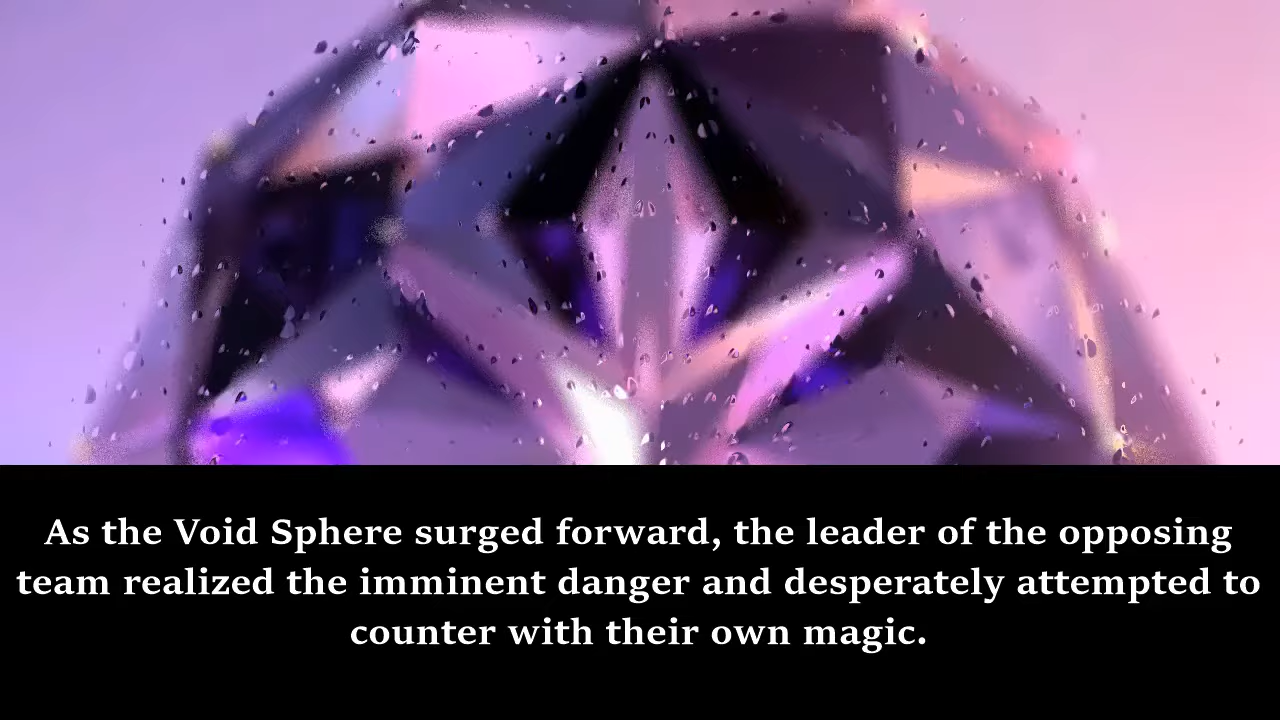 As the Void Sphere surged forward, the leader of the opposing
team realized the imminent danger and desperately attempted to
counter with their own magic.